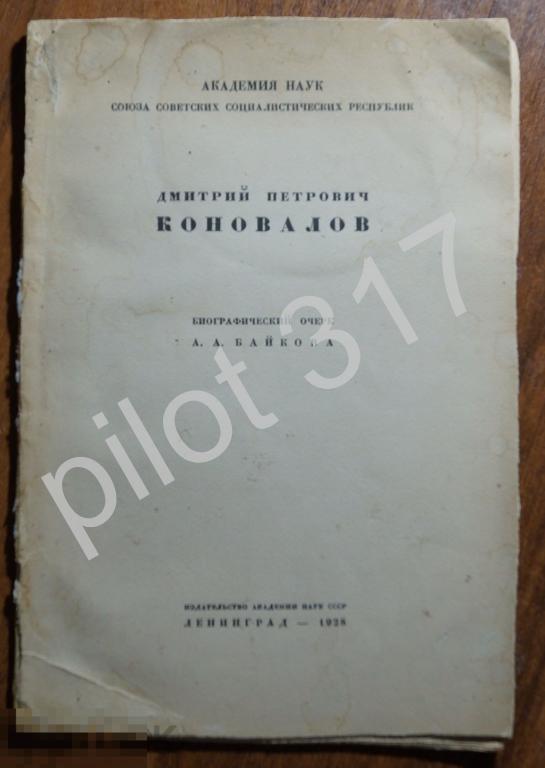 АКАДЕМИЯ НАУК
СОЮЗА СОВЕТСКИХ СОЦИАЛИСТИЧЕСКИХ РЕСПУБЛИК
ДМИТРИЙ ПЕТРОВИЧ
КОНОВАЛОВ
БИОГРАФИЧЕСКИЙ ОЧЕРК
А. А. БАЙКОВА
pilot 317
ИЗДАТЕЛЬСТВО АКАДЕМИИ НАУК СССР
ЛЕНИНГРАД — 1928